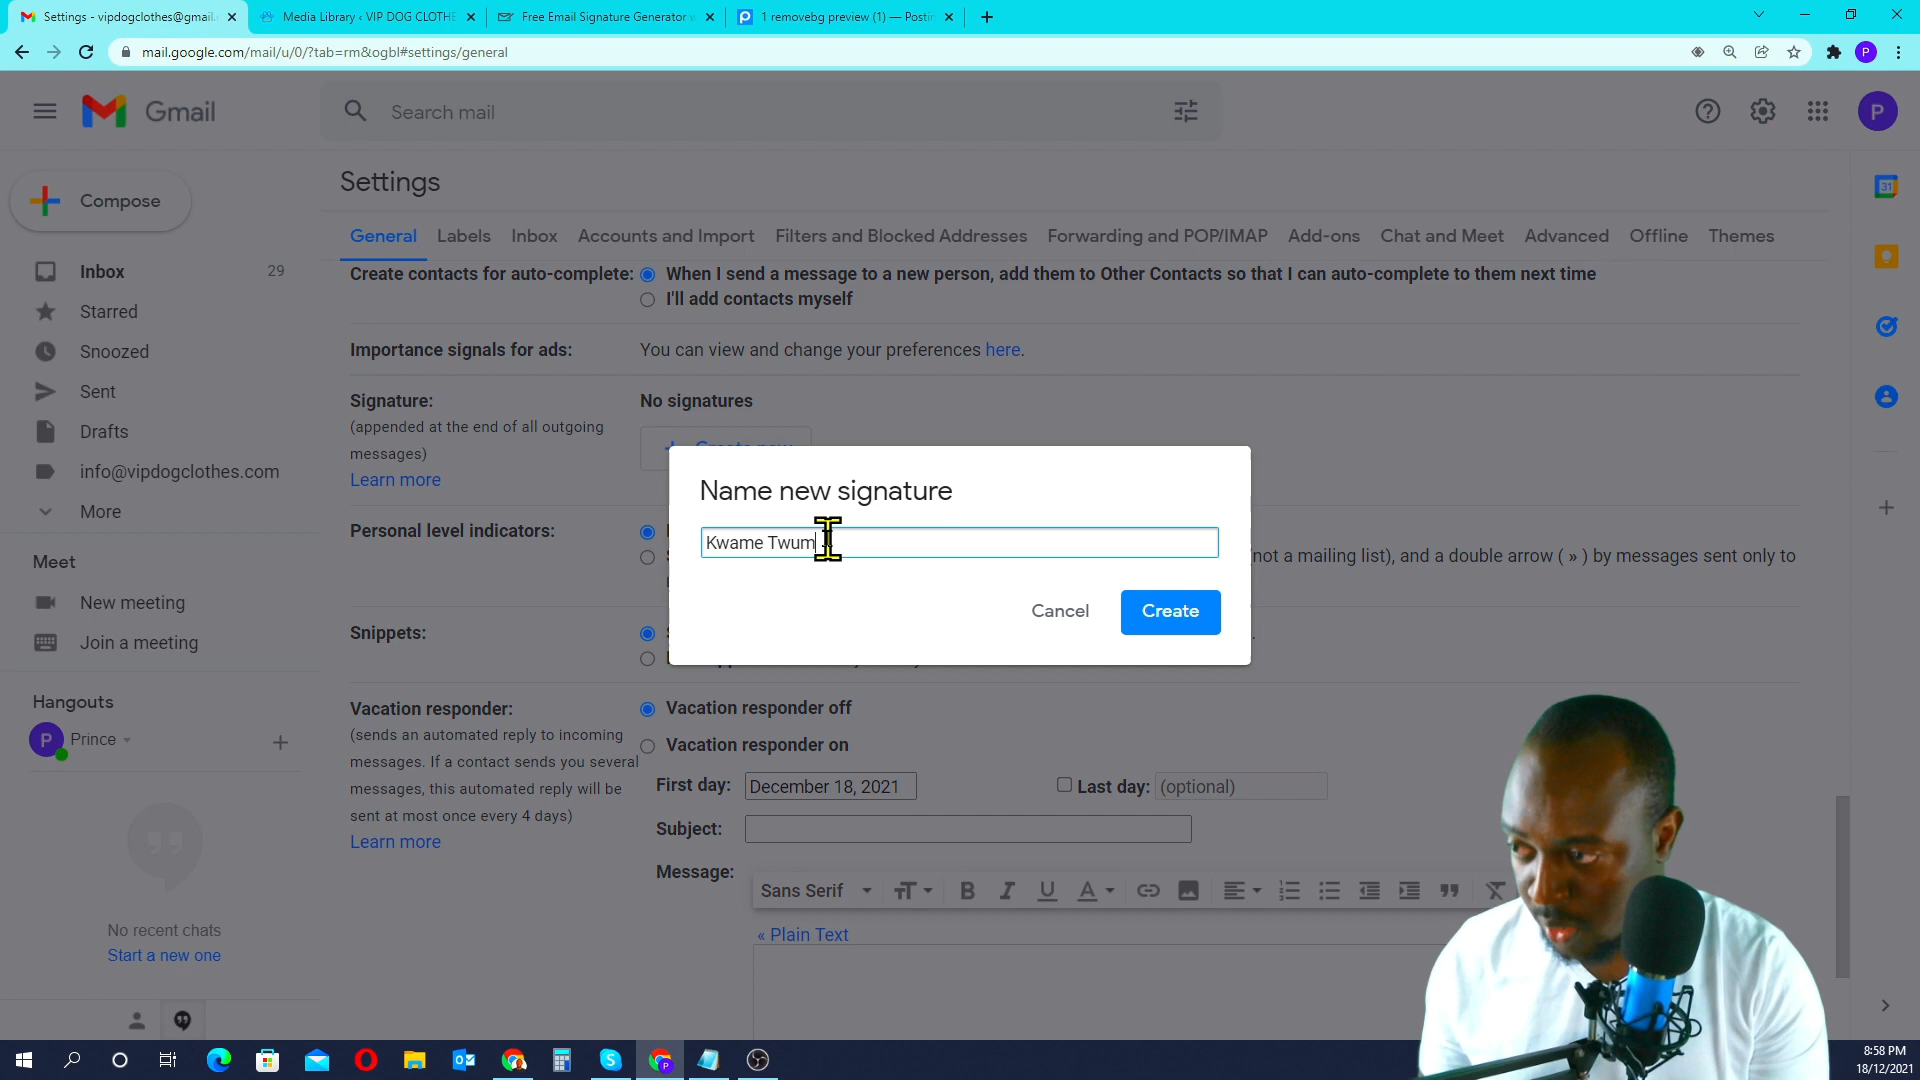 Settings - vipdogclothes@gmail.
Media Library ‹ VIP DOG CLOTHE
Free Email Signature Generator
1 removebg preview (1) — Postin
mail.google.com/mail/u/0/?tab=rm&ogbl#settings/general
P
Gmail
Search mail
P
Compose
Settings
General
Labels
Inbox
Accounts and Import
Filters and Blocked Addresses
Forwarding and POP/IMAP
Add-ons
Chat and Meet
Advanced
Offline
Themes
Inbox 29
Starred
Snoozed
Sent
Drafts
info@vipdogclothes.com
More
Meet
New meeting
Join a meeting
Hangouts
P Prince
No recent chats
Start a new one
Create contacts for auto-complete:
When I send a message to a new person, add them to Other Contacts so that I can auto-complete to them next time
I'll add contacts myself
Importance signals for ads:
You can view and change your preferences here.
Signature:
(appended at the end of all outgoing
messages)
Learn more
No signatures
Name new signature
Kwame Twum
Cancel
Create
Personal level indicators:
not a mailing list), and a double arrow ( » ) by messages sent only to
Snippets:
Vacation responder:
(sends an automated reply to incoming
messages. If a contact sends you several
messages, this automated reply will be
sent at most once every 4 days)
Learn more
Vacation responder off
Vacation responder on
First day: December 18, 2021
Last day: (optional)
Subject:
Message:
Sans Serif
« Plain Text
31
8:58 PM
18/12/2021